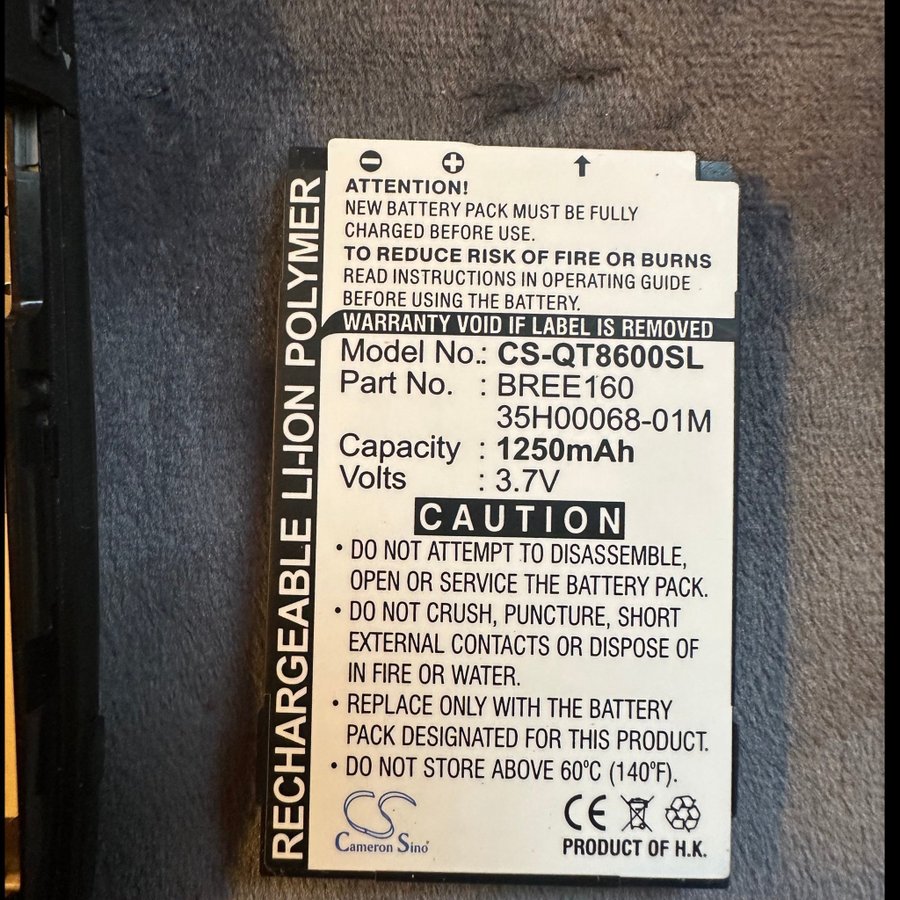 RECHARGEABLE LI-ION POLYMER
ATTENTION!
NEW BATTERY PACK MUST BE FULLY
CHARGED BEFORE USE.
TO REDUCE RISK OF FIRE OR BURNS
READ INSTRUCTIONS IN OPERATING GUIDE
BEFORE USING THE BATTERY.
WARRANTY VOID IF LABEL IS REMOVED
Model No.: CS-QT8600SL
Part No. : BREE160
35H00068-01M
Capacity : 1250mAh
Volts : 3.7V
CAUTION
• DO NOT ATTEMPT TO DISASSEMBLE,
OPEN OR SERVICE THE BATTERY PACK.
• DO NOT CRUSH, PUNCTURE, SHORT
EXTERNAL CONTACTS OR DISPOSE OF
IN FIRE OR WATER.
• REPLACE ONLY WITH THE BATTERY
PACK DESIGNATED FOR THIS PRODUCT.
• DO NOT STORE ABOVE 60ºC (140ºF).
CS
Cameron Sino
CE
PRODUCT OF H.K.